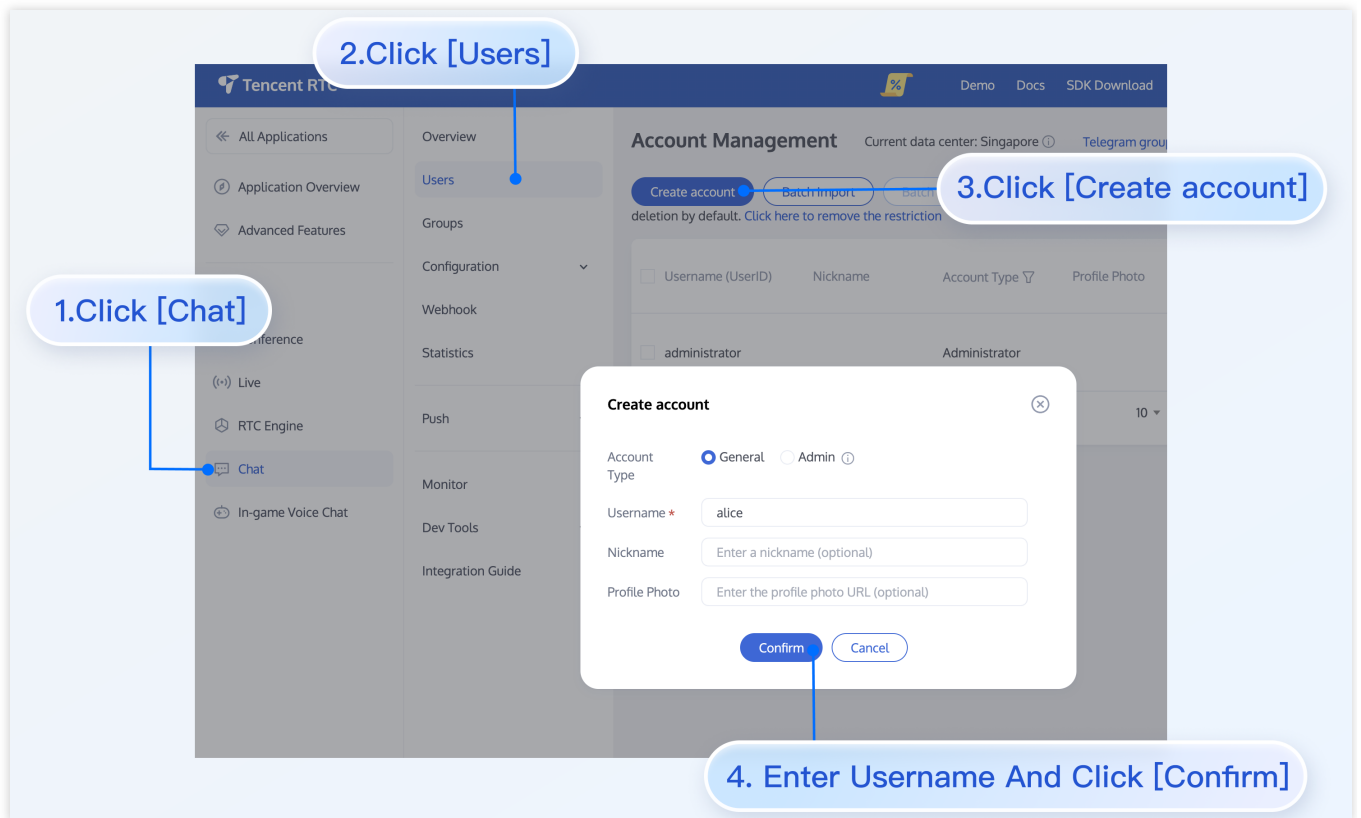 2.Click [Users]
Tencent RTC
Demo
Docs
SDK Download
All Applications
Application Overview
Advanced Features
1.Click [Chat]
Live
RTC Engine
Chat
In-game Voice Chat
Overview
Users
Groups
Configuration
Webhook
Statistics
Push
Monitor
Dev Tools
Integration Guide
Account Management
Current data center: Singapore
Telegram
Create account
Batch import
Batch
3.Click [Create account]
deletion by default. Click here to remove the restriction
Username (UserID)
Nickname
Account Type
Profile Photo
administrator
Administrator
10
Create account
Account
Type
General
Admin
Username *
alice
Nickname
Enter a nickname (optional)
Profile Photo
Enter the profile photo URL (optional)
Confirm
Cancel
4. Enter Username And Click [Confirm]